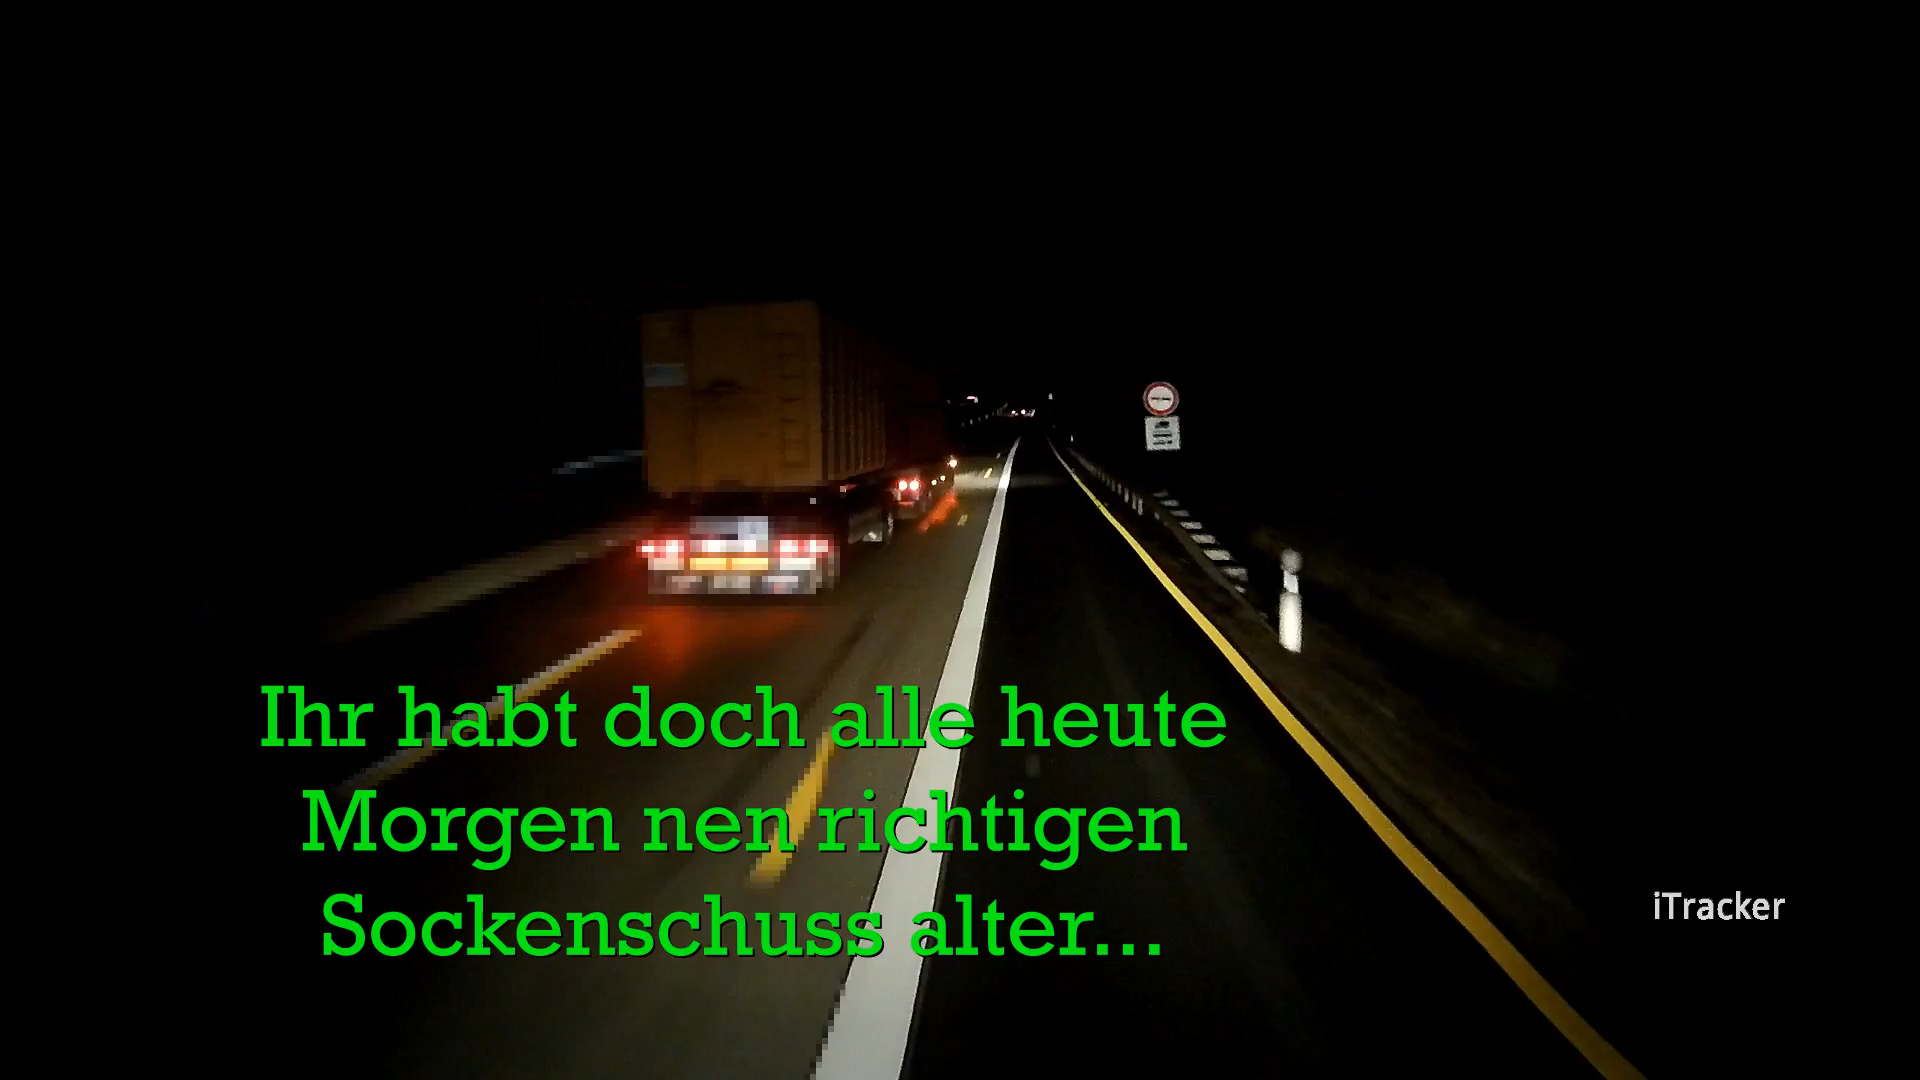 Ihr habt doch alle heute
Morgen nen richtigen
Sockenschuss alter...
iTracker